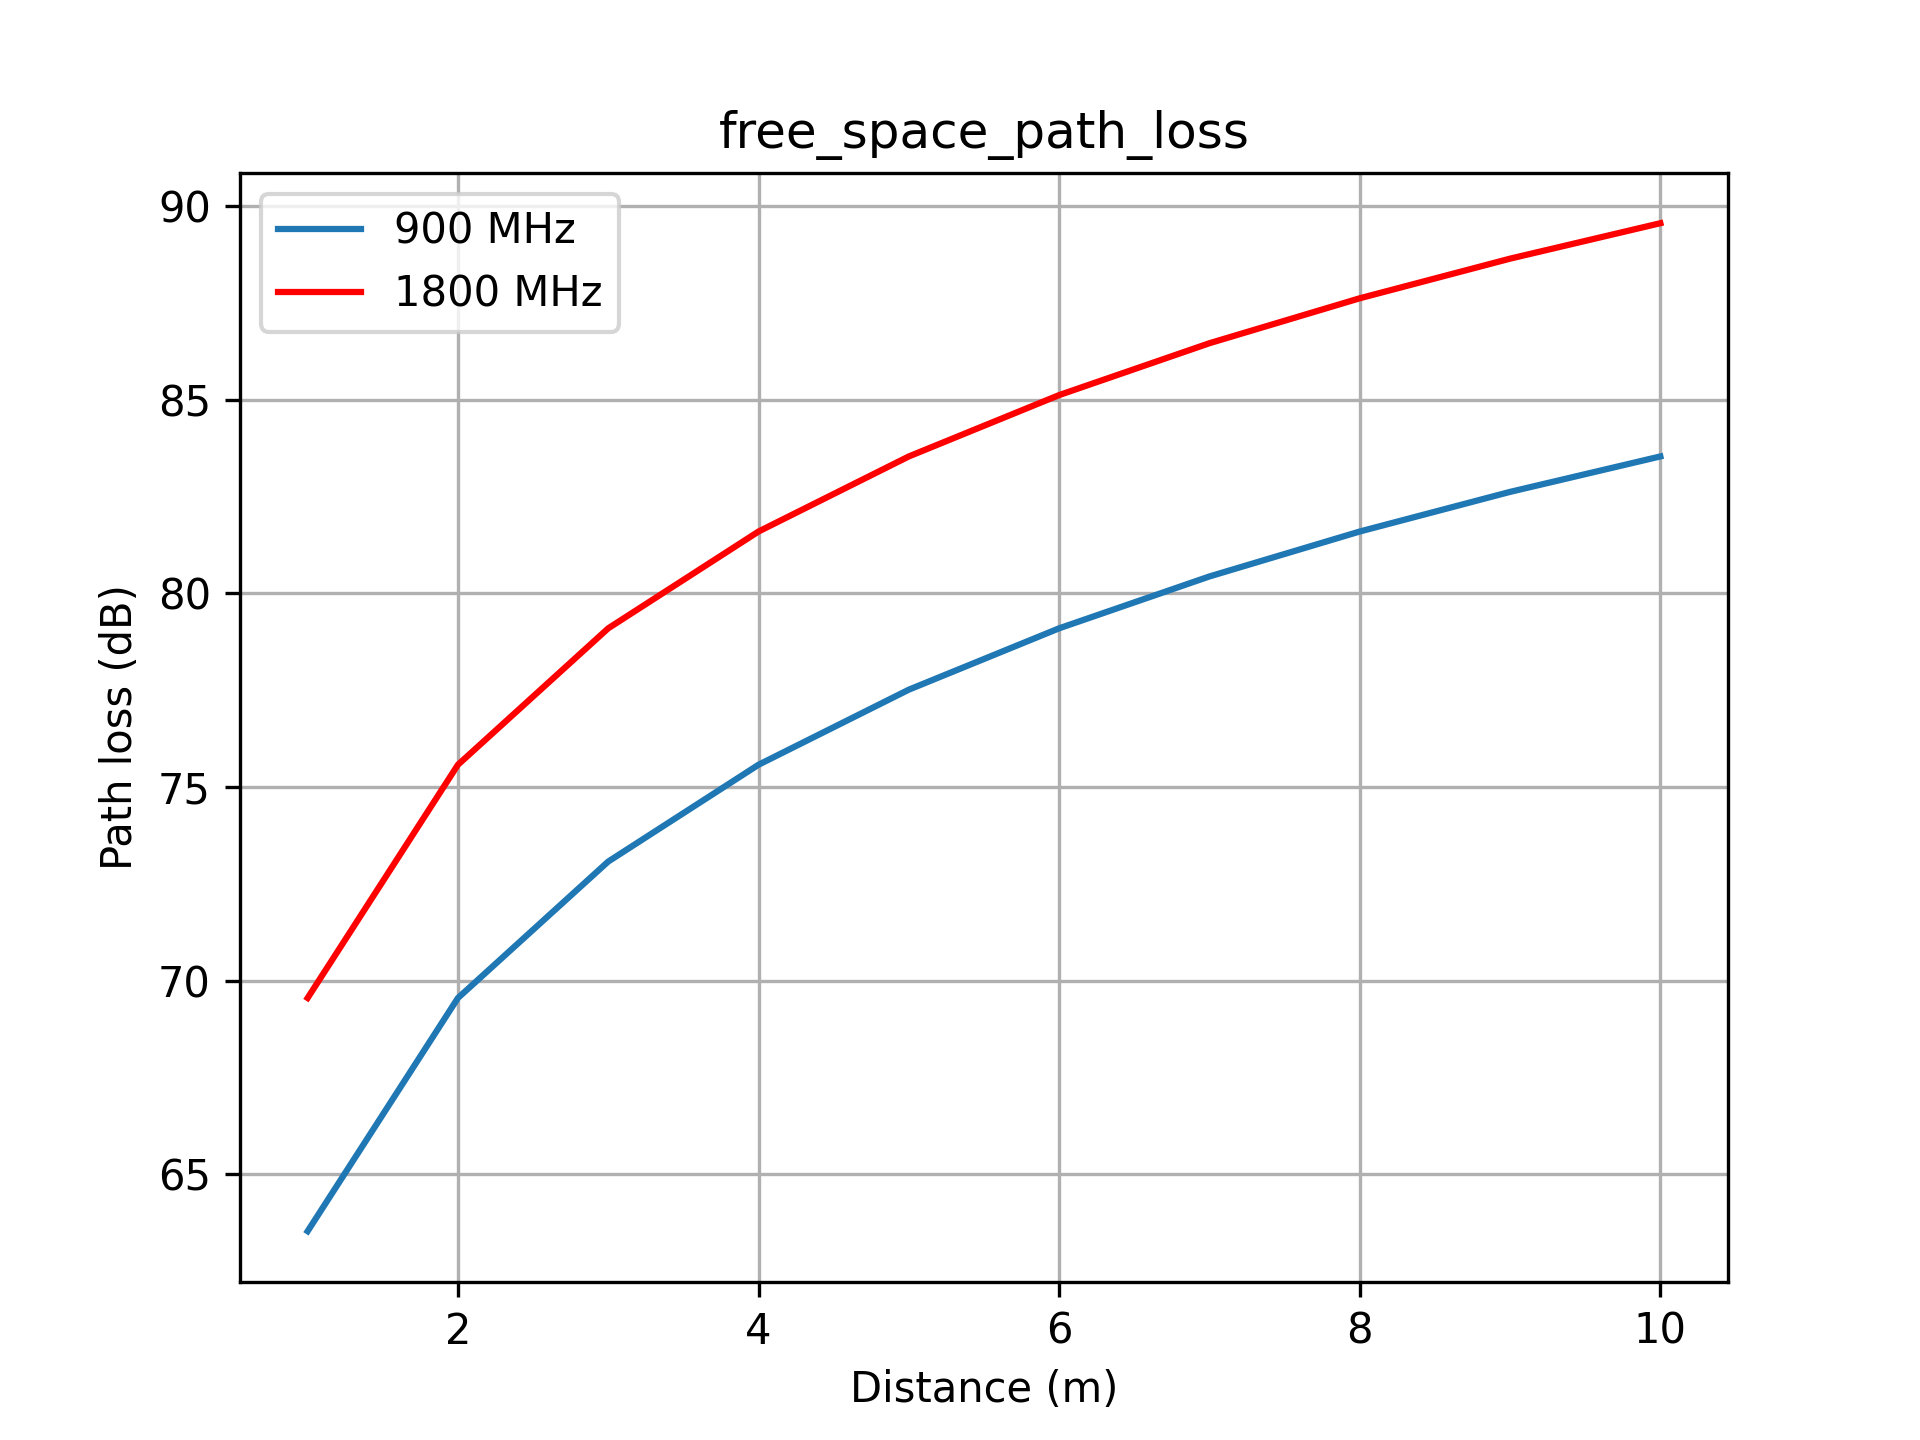 free_space_path_loss
900 MHz
1800 MHz
90
85
80
75
70
65
Path loss (dB)
2 4 6 8 10
Distance (m)